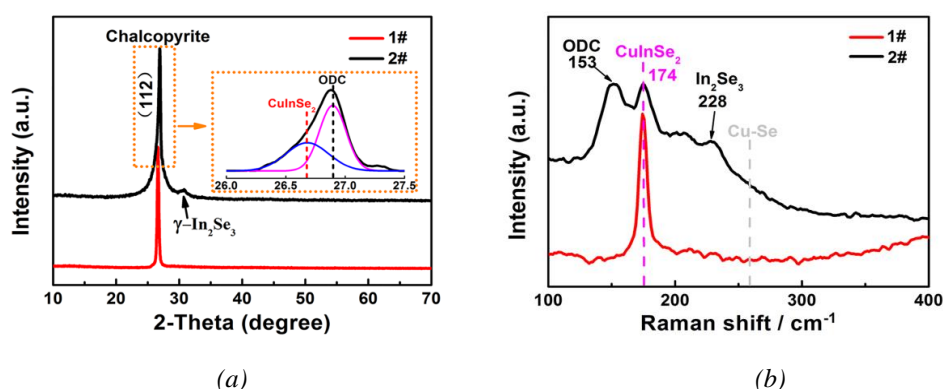 Chalcopyrite
(112)
1#
2#
ODC
CuInSe₂
26.0 26.5 27.0 27.5
γ-In₂Se₃
Intensity (a.u.)
10 20 30 40 50 60 70
2-Theta (degree)
(a)
ODC
153
CuInSe₂
174
In₂Se₃
228
Cu-Se
1#
2#
Intensity (a.u.)
100 200 300 400
Raman shift / cm⁻¹
(b)